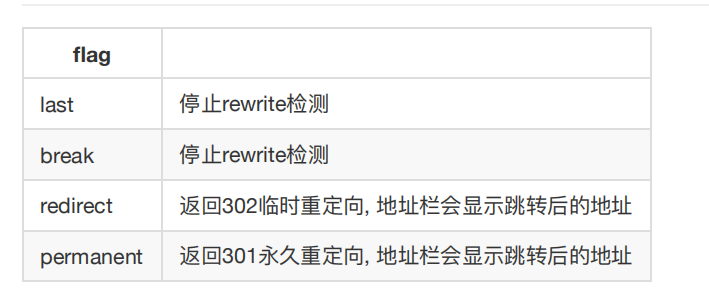 flag
last 停止rewrite检测
break 停止rewrite检测
redirect 返回302临时重定向, 地址栏会显示跳转后的地址
permanent 返回301永久重定向, 地址栏会显示跳转后的地址